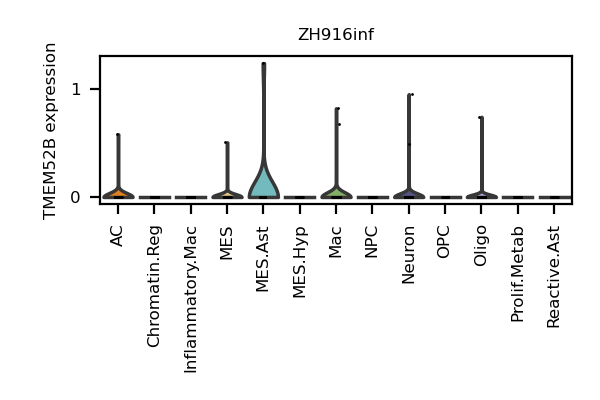 ZH916inf
TMEM52B expression
1
0
AC
Chromatin.Reg
Inflammatory.Mac
MES
MES.Ast
MES.Hyp
Mac
NPC
Neuron
OPC
Oligo
Prolif.Metab
Reactive.Ast